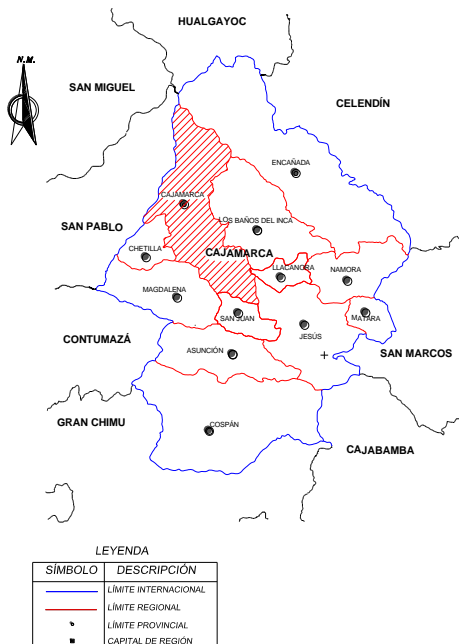 HUALGAYOC
N.M.
SAN MIGUEL
CELENDÍN
ENCAÑADA
CAJAMARCA
LOS BAÑOS DEL INCA
SAN PABLO
CAJAMARCA
CHETILLA
LLACANORA
NAMORA
MAGDALENA
SAN JUAN
MATARA
JESÚS
CONTUMAZÁ
ASUNCIÓN
SAN MARCOS
GRAN CHIMU
COSPÁN
CAJABAMBA
LEYENDA
SÍMBOLO DESCRIPCIÓN
LÍMITE INTERNACIONAL
LÍMITE REGIONAL
LÍMITE PROVINCIAL
CAPITAL DE REGIÓN